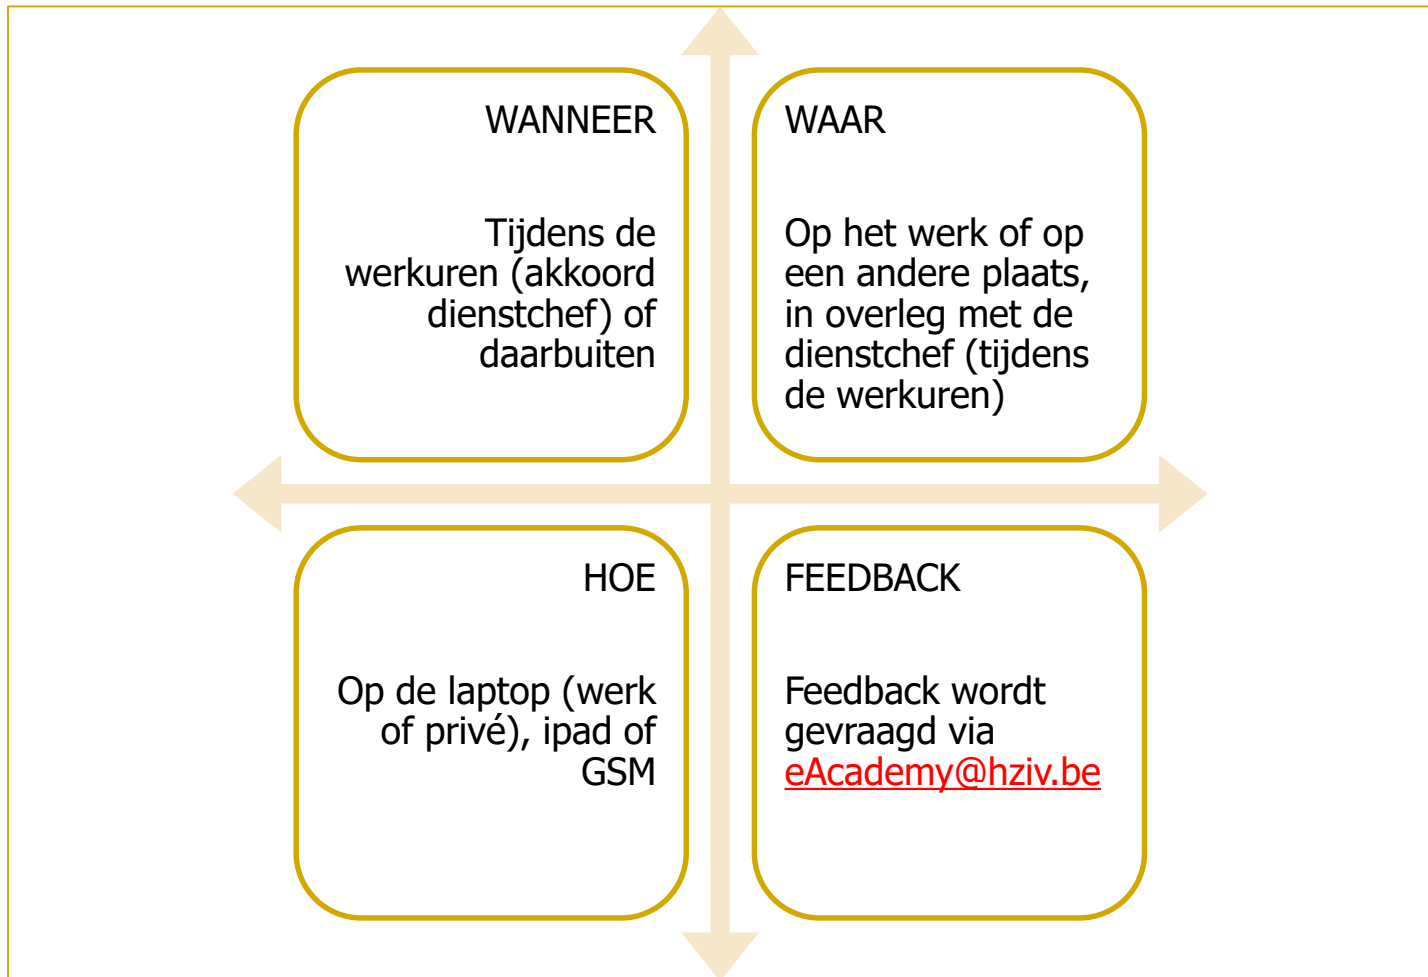 WANNEER
Tijdens de
werkuren (akkoord
dienstchef) of
daarbuiten
WAAR
Op het werk of op
een andere plaats,
in overleg met de
dienstchef (tijdens
de werkuren)
HOE
Op de laptop (werk
of privé), ipad of
GSM
FEEDBACK
Feedback wordt
gevraagd via
eAcademy@hziv.be